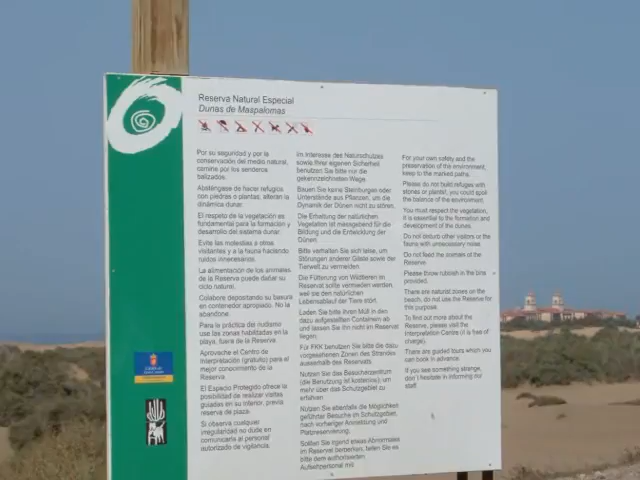 Reserva Natural Especial
Dunas de Maspalomas
Por su seguridad y por la
conservación del medio natural,
camine por los senderos
balizados.
Absténgase de hacer refugios
con piedras o plantas, alteran la
dinámica dunar.
El respeto de la vegetación es
fundamental para la formación y
desarrollo del sistema dunar.
Evite las molestias a otros
visitantes y a la fauna haciendo
ruidos innecesarios.
La alimentación de los animales
de la Reserva puede dañar su
ciclo natural.
Colabore depositando su basura
en contenedor apropiado. No la
abandone.
Para la práctica del nudismo
use las zonas habilitadas en la
playa, fuera de la Reserva.
Aproveche el Centro de
Interpretación (gratuito) para el
mejor conocimiento de la
Reserva.
El Espacio Protegido ofrece la
posibilidad de realizar visitas
guiadas en su interior, previa
reserva de plaza.
Si observa cualquier
irregularidad no dude en
comunicarla al personal
autorizado de vigilancia.
Im Interesse des Naturschutzes
sowie Ihrer eigenen Sicherheit
benutzen Sie bitte nur die
gekennzeichneten Wege.
Bauen Sie keine Steinburgen oder
Unterstände aus Pflanzen, um die
Dynamik der Dünen nicht zu stören.
Die Erhaltung der natürlichen
Vegetation ist massgebend für die
Bildung und die Entwicklung der
Dünen.
Bitte verhalten Sie sich leise, um
Störungen anderer Gäste sowie der
Tierwelt zu vermeiden.
Die Fütterung von Wildtieren im
Reservat sollte vermieden werden,
weil sie den natürlichen
Lebensablauf der Tiere stört.
Laden Sie bitte Ihren Müll in den
dazu aufgestellten Containern ab
und lassen Sie ihn nicht im Reservat
liegen.
Für FKK benutzen Sie bitte die dazu
vorgesehenen Zonen des Strandes
ausserhalb des Reservats.
Nutzen Sie das Besucherzentrum
(die Benutzung ist kostenlos), um
mehr über das Schutzgebiet zu
erfahren.
Nutzen Sie ebenfalls die Möglichkeit
geführter Besuche im Schutzgebiet,
nach vorheriger Anmeldung und
Platzreservierung.
Sollten Sie irgend etwas Abnormales
im Reservat bemerken, teilen Sie es
bitte dem authorisierten
Aufsehpersonal mit.
For your own safety and the
preservation of the environment,
keep to the marked paths.
Please do not build refuges with
stones or plants, you could spoil
the balance of the environment.
You must respect the vegetation,
it is essential to the formation and
development of the dunes.
Do not disturb other visitors or the
fauna with unnecessary noise.
Do not feed the animals of the
Reserve.
Please throw rubbish in the bins
provided.
There are natural zones on the
beach, do not use the Reserve for
this purpose.
To find out more about the
Reserve, please visit the
Interpretation Centre (it is free of
charge).
There are guided tours which you
can book in advance.
If you see something strange,
don't hesitate in informing our
staff.